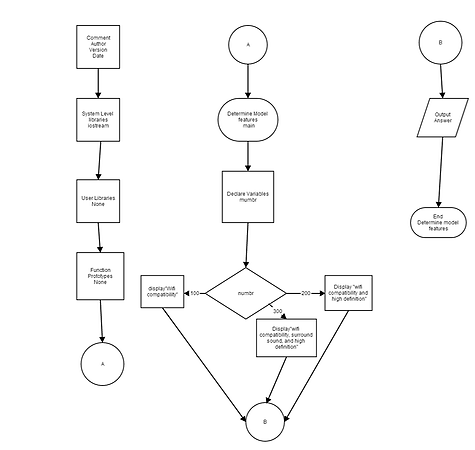 Comment
Author
Version
Date
System Level
libraries
iostream
User Libraries
None
Function
Prototypes
None
A
A
Determine Model
features
main
Declare Variables
mumbr
numbr
100
200
300
display"Wifi
compatibility"
Display "wifi
compatibility and
high definition"
Display"wifi
compatibility, surround
sound, and high
definition"
B
B
Output
Answer
End
Determine model
features